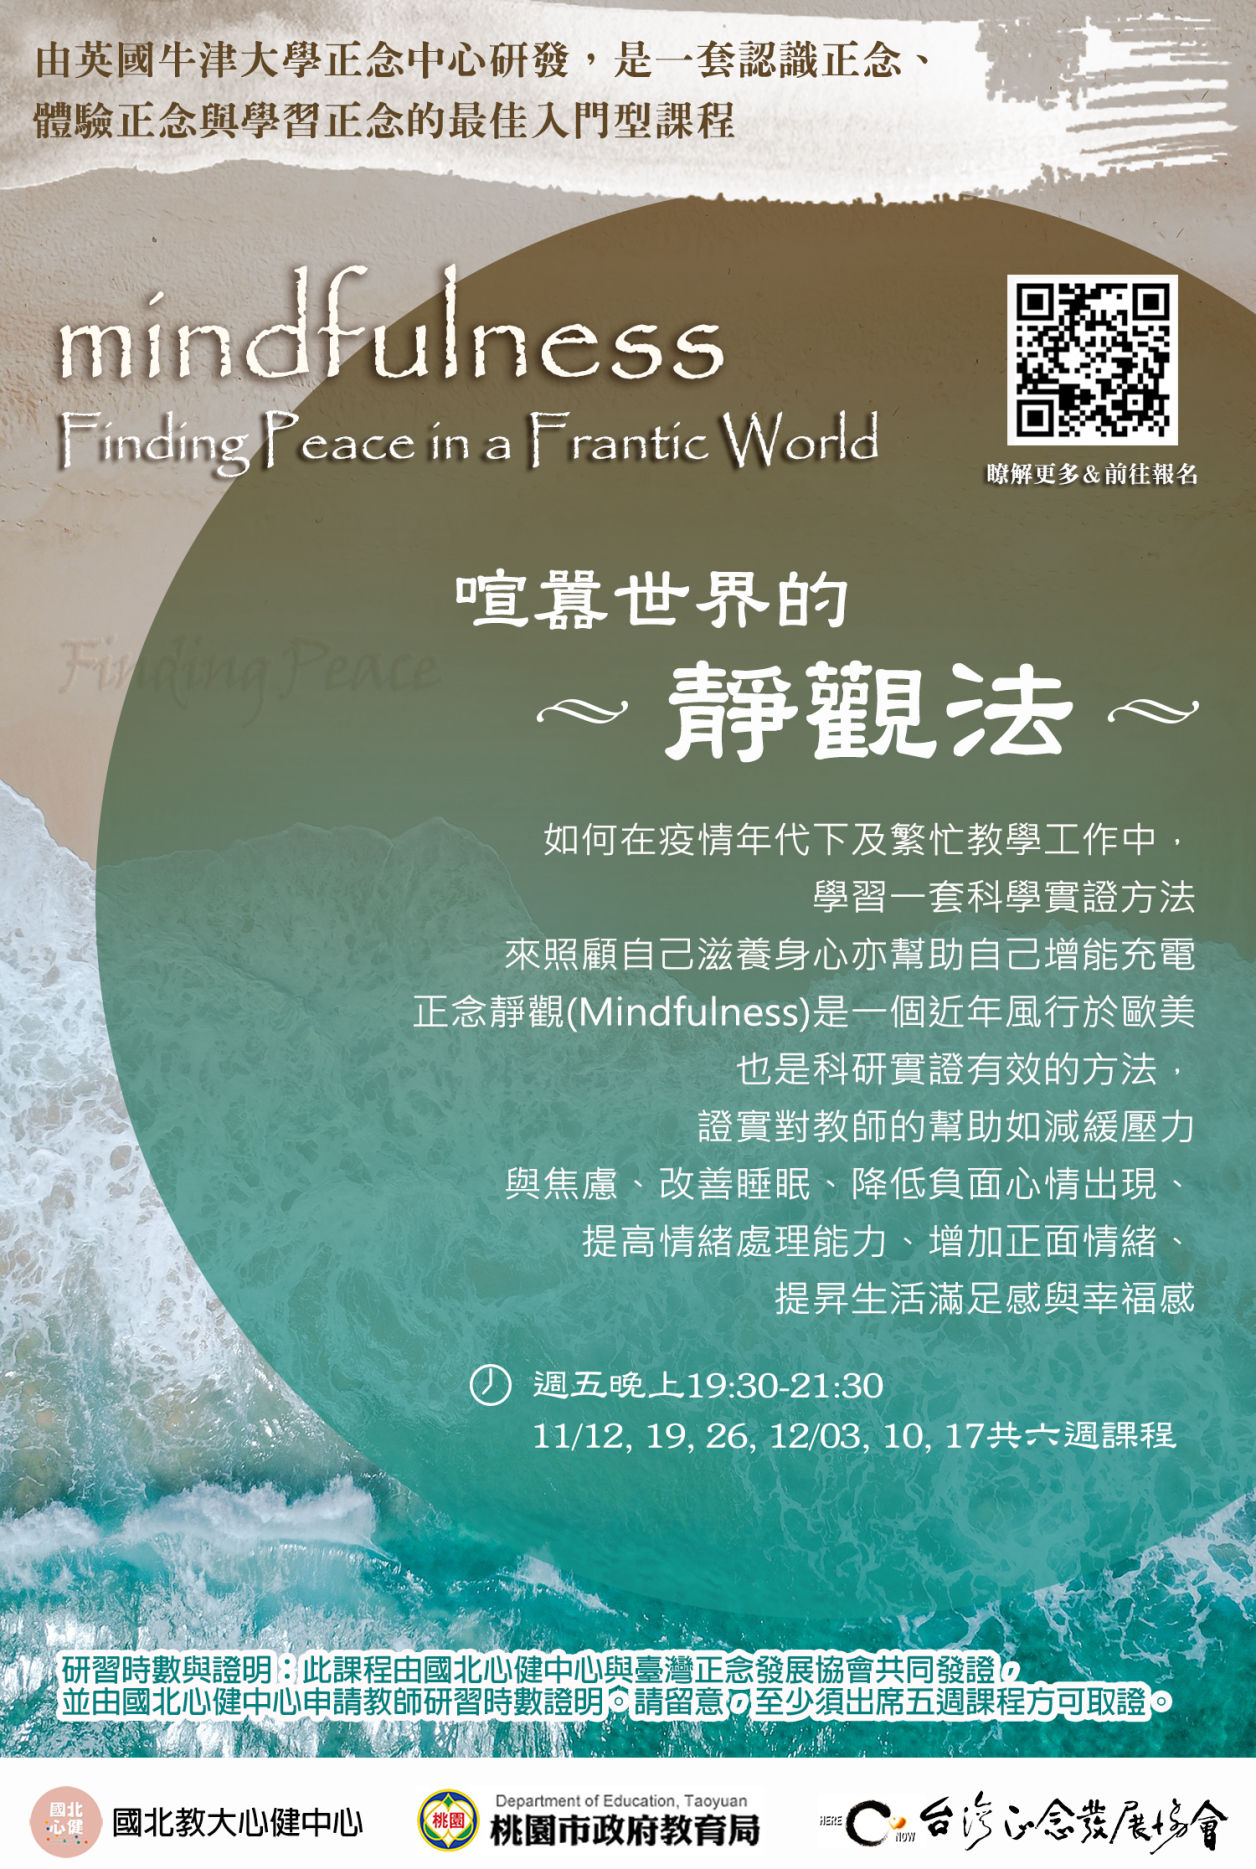 由英國牛津大學正念中心研發，是一套認識正念、
體驗正念與學習正念的最佳入門型課程
mindfulness
Finding Peace in a Frantic World
瞭解更多&前往報名
喧囂世界的
～ 靜觀法 ～
Finding Peace
如何在疫情年代下及繁忙教學工作中，
學習一套科學實證方法
來照顧自己滋養身心亦幫助自己增能充電
正念靜觀(Mindfulness)是一個近年風行於歐美
也是科研實證有效的方法，
證實對教師的幫助如減緩壓力
與焦慮、改善睡眠、降低負面心情出現、
提高情緒處理能力、增加正面情緒、
提昇生活滿足感與幸福感
週五晚上19:30-21:30
11/12, 19, 26, 12/03, 10, 17共六週課程
研習時數與證明：此課程由國北心健中心與臺灣正念發展協會共同發證，
並由國北心健中心申請教師研習時數證明。請留意，至少須出席五週課程方可取證。
國北
心健
國北教大心健中心
桃園
Department of Education, Taoyuan
桃園市政府教育局
HERE
NOW
台灣正念發展協會